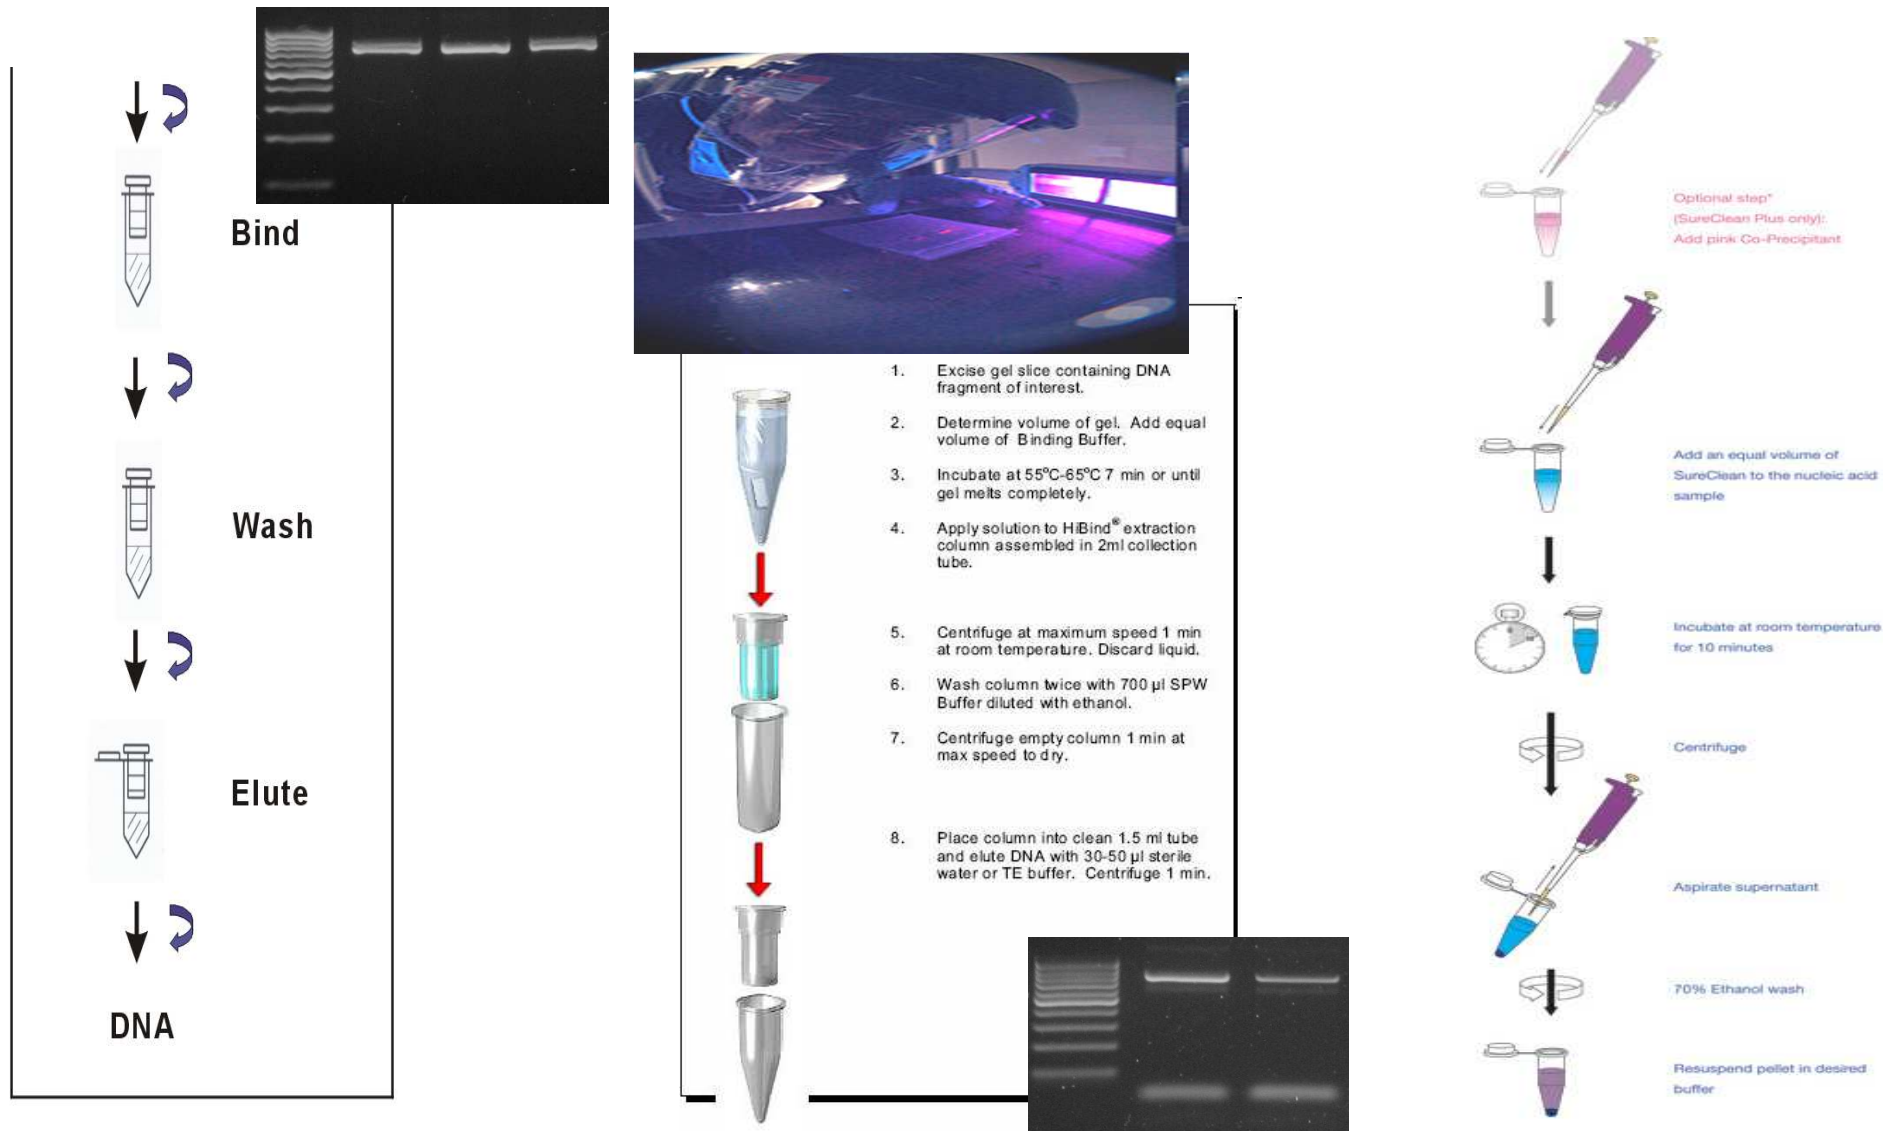 Bind
Wash
Elute
DNA
1. Excise gel slice containing DNA
fragment of interest.
2. Determine volume of gel. Add equal
volume of Binding Buffer.
3. Incubate at 55°C-65°C 7 min or until
gel melts completely.
4. Apply solution to HiBind® extraction
column assembled in 2ml collection
tube.
5. Centrifuge at maximum speed 1 min
at room temperature. Discard liquid.
6. Wash column twice with 700 µl SPW
Buffer diluted with ethanol.
7. Centrifuge empty column 1 min at
max speed to dry.
8. Place column into clean 1.5 ml tube
and elute DNA with 30-50 µl sterile
water or TE buffer. Centrifuge 1 min.
Optional step*
(SureClean Plus only):
Add pink Co-Precipitant
Add an equal volume of
SureClean to the nucleic acid
sample
Incubate at room temperature
for 10 minutes
Centrifuge
Aspirate supernatant
70% Ethanol wash
Resuspend pellet in desired
buffer